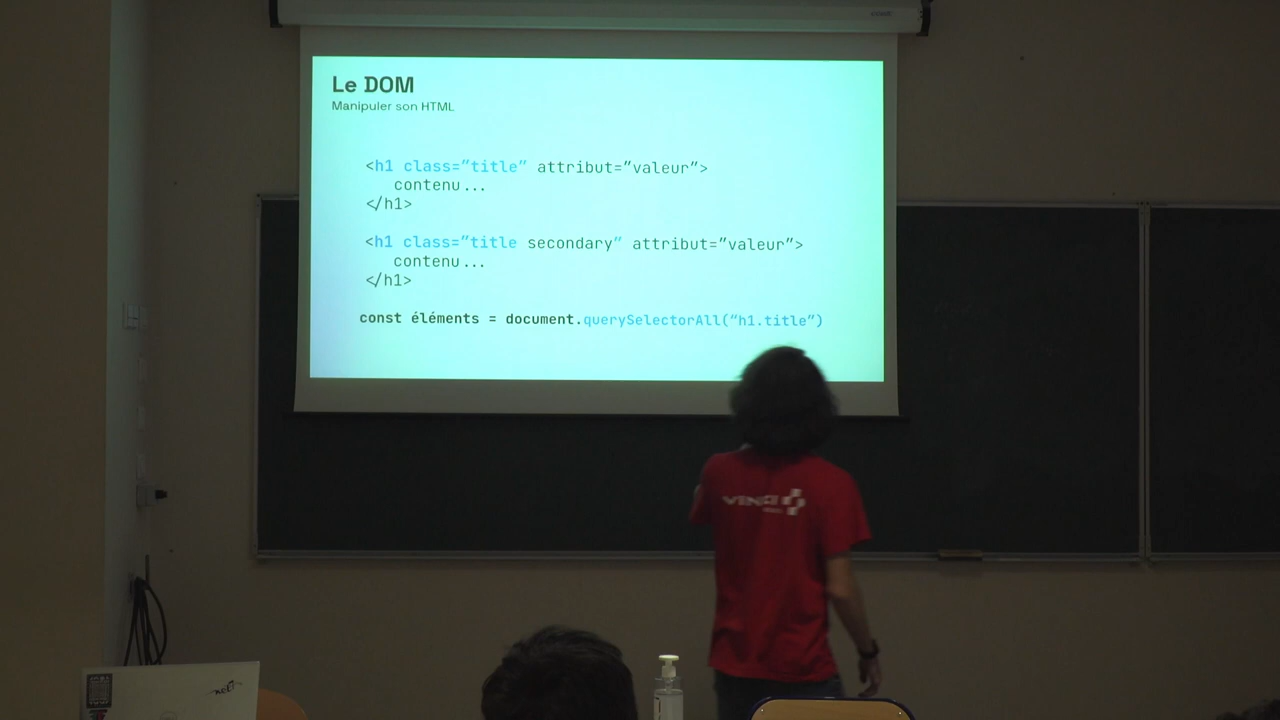 Le DOM
Manipuler son HTML
<h1 class=”title” attribut=”valeur”>
contenu...
</h1>
<h1 class=”title secondary” attribut=”valeur”>
contenu...
</h1>
const éléments = document.querySelectorAll(“h1.title”)